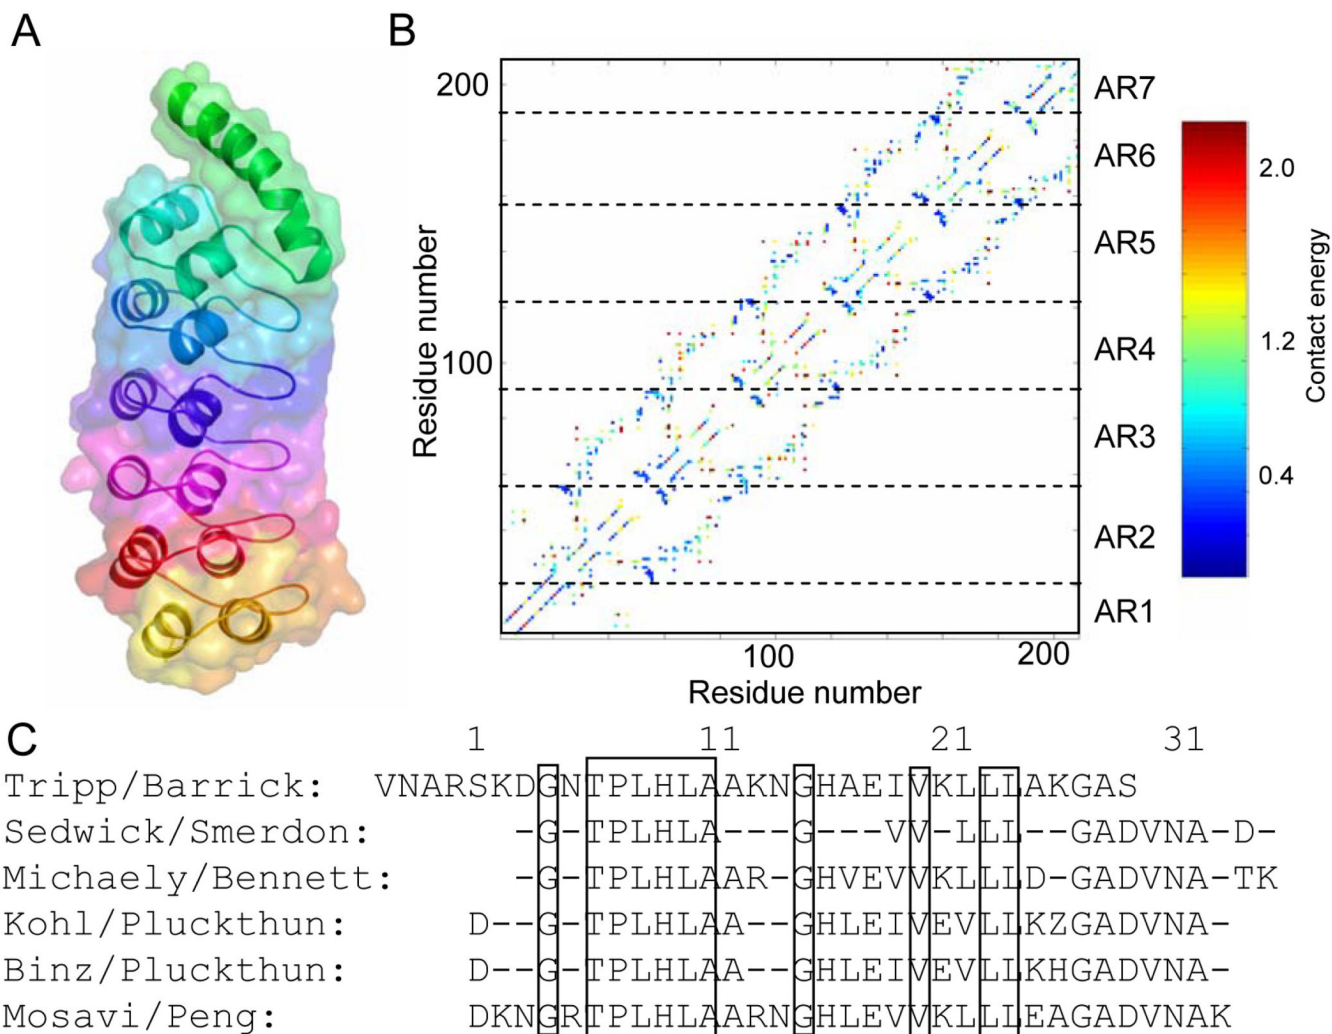 A
B
200
100
Residue number
100
200
Residue number
AR7
AR6
AR5
AR4
AR3
AR2
AR1
2.0
1.2
0.4
Contact energy
C
1 11 21 31
Tripp/Barrick: VNARSKDGNTPLHLAAKNGHAEIVKLLLAKGAS
Sedwick/Smerdon: -G-TPLHLA---G---VV-LLL--GADVNA-D-
Michaely/Bennett: -G-TPLHLAAR-GHVEVVKLLLD-GADVNA-TK
Kohl/Pluckthun: D--G-TPLHLAA--GHLEIVEVLLKZGADVNA-
Binz/Pluckthun: D--G-TPLHLAA--GHLEIVEVLLKHGADVNA-
Mosavi/Peng: DKNGRTPLHLAARNGHLEVVKLLLEAGADVNAK